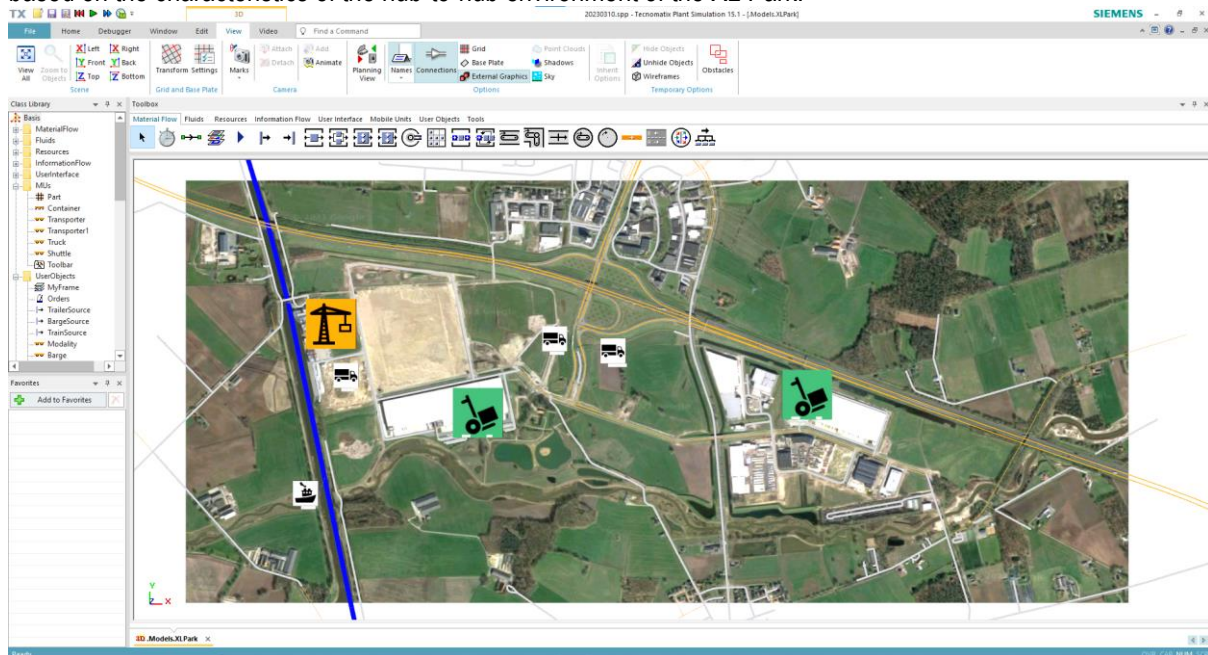 based on the characteristics of the hub-to-hub environment of the XL Park.
TX 3D 20230310.spp - Tecnomatix Plant Simulation 15.1 - [.Models.XLPark] SIEMENS
File Home Debugger Window Edit View Video Find a Command
View All
Zoom to Objects
Left Right
Front Back
Top Bottom
Scene
Transform Settings
Grid and Base Plate
Marks
Attach Add
Detach Animate
Camera
Planning View
Names
Connections
Grid
Base Plate
External Graphics
Point Clouds
Shadows
Sky
Inherit Options
Options
Hide Objects
Unhide Objects
Wireframes
Obstacles
Temporary Options
Class Library
Basis
MaterialFlow
Fluids
Resources
InformationFlow
UserInterface
MUs
Part
Container
Transporter
Transporter1
Truck
Shuttle
Toolbar
UserObjects
MyFrame
Orders
TrailerSource
BargeSource
TrainSource
Modality
Barge
Favorites
Add to Favorites
Toolbox
Material Flow Fluids Resources Information Flow User Interface Mobile Units User Objects Tools
Y
Z X
3D .Models.XLPark
Ready
OVR CAP NUM SCR